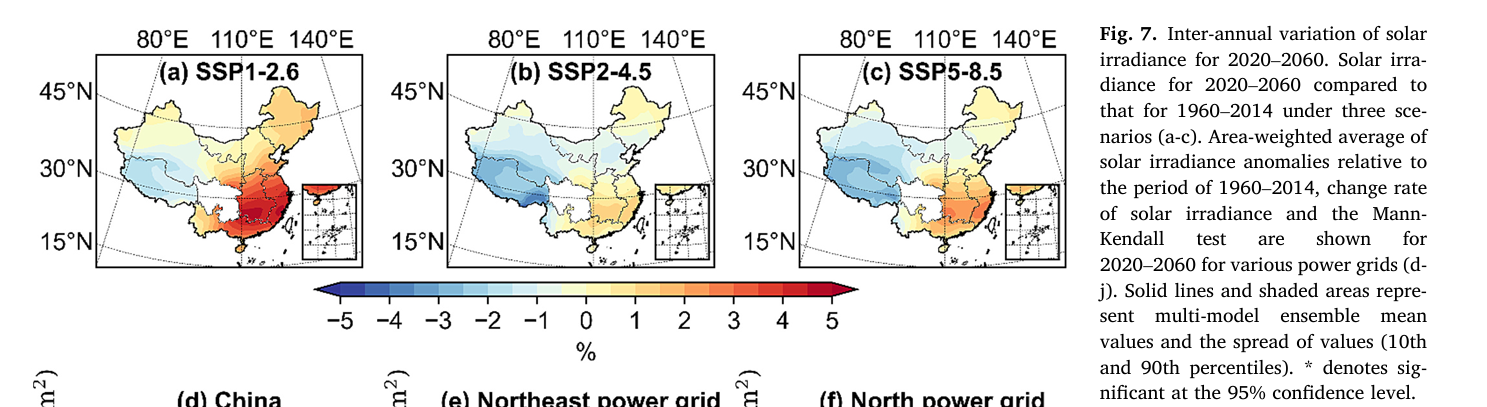 80°E 110°E 140°E
(a) SSP1-2.6
45°N
30°N
15°N
80°E 110°E 140°E
(b) SSP2-4.5
45°N
30°N
15°N
80°E 110°E 140°E
(c) SSP5-8.5
45°N
30°N
15°N
−5 −4 −3 −2 −1 0 1 2 3 4 5
%
m²)
(d) China
m²)
(e) Northeast power grid
m²)
(f) North power grid
Fig. 7. Inter-annual variation of solar
irradiance for 2020–2060. Solar irra-
diance for 2020–2060 compared to
that for 1960–2014 under three sce-
narios (a-c). Area-weighted average of
solar irradiance anomalies relative to
the period of 1960–2014, change rate
of solar irradiance and the Mann-
Kendall test are shown for
2020–2060 for various power grids (d-
j). Solid lines and shaded areas repre-
sent multi-model ensemble mean
values and the spread of values (10th
and 90th percentiles). * denotes sig-
nificant at the 95% confidence level.